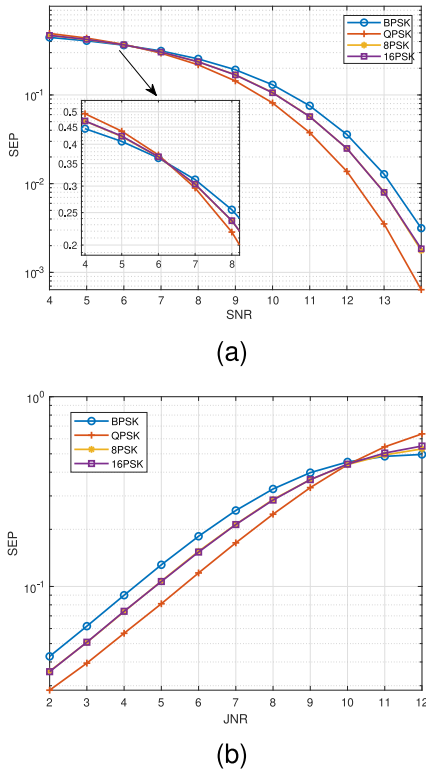 BPSK
QPSK
8PSK
16PSK
10^-1
10^-2
10^-3
SEP
0.5
0.45
0.4
0.35
0.3
0.25
0.2
4 5 6 7 8
4 5 6 7 8 9 10 11 12 13
SNR
(a)
10^0
BPSK
QPSK
8PSK
16PSK
SEP
10^-1
2 3 4 5 6 7 8 9 10 11 12
JNR
(b)